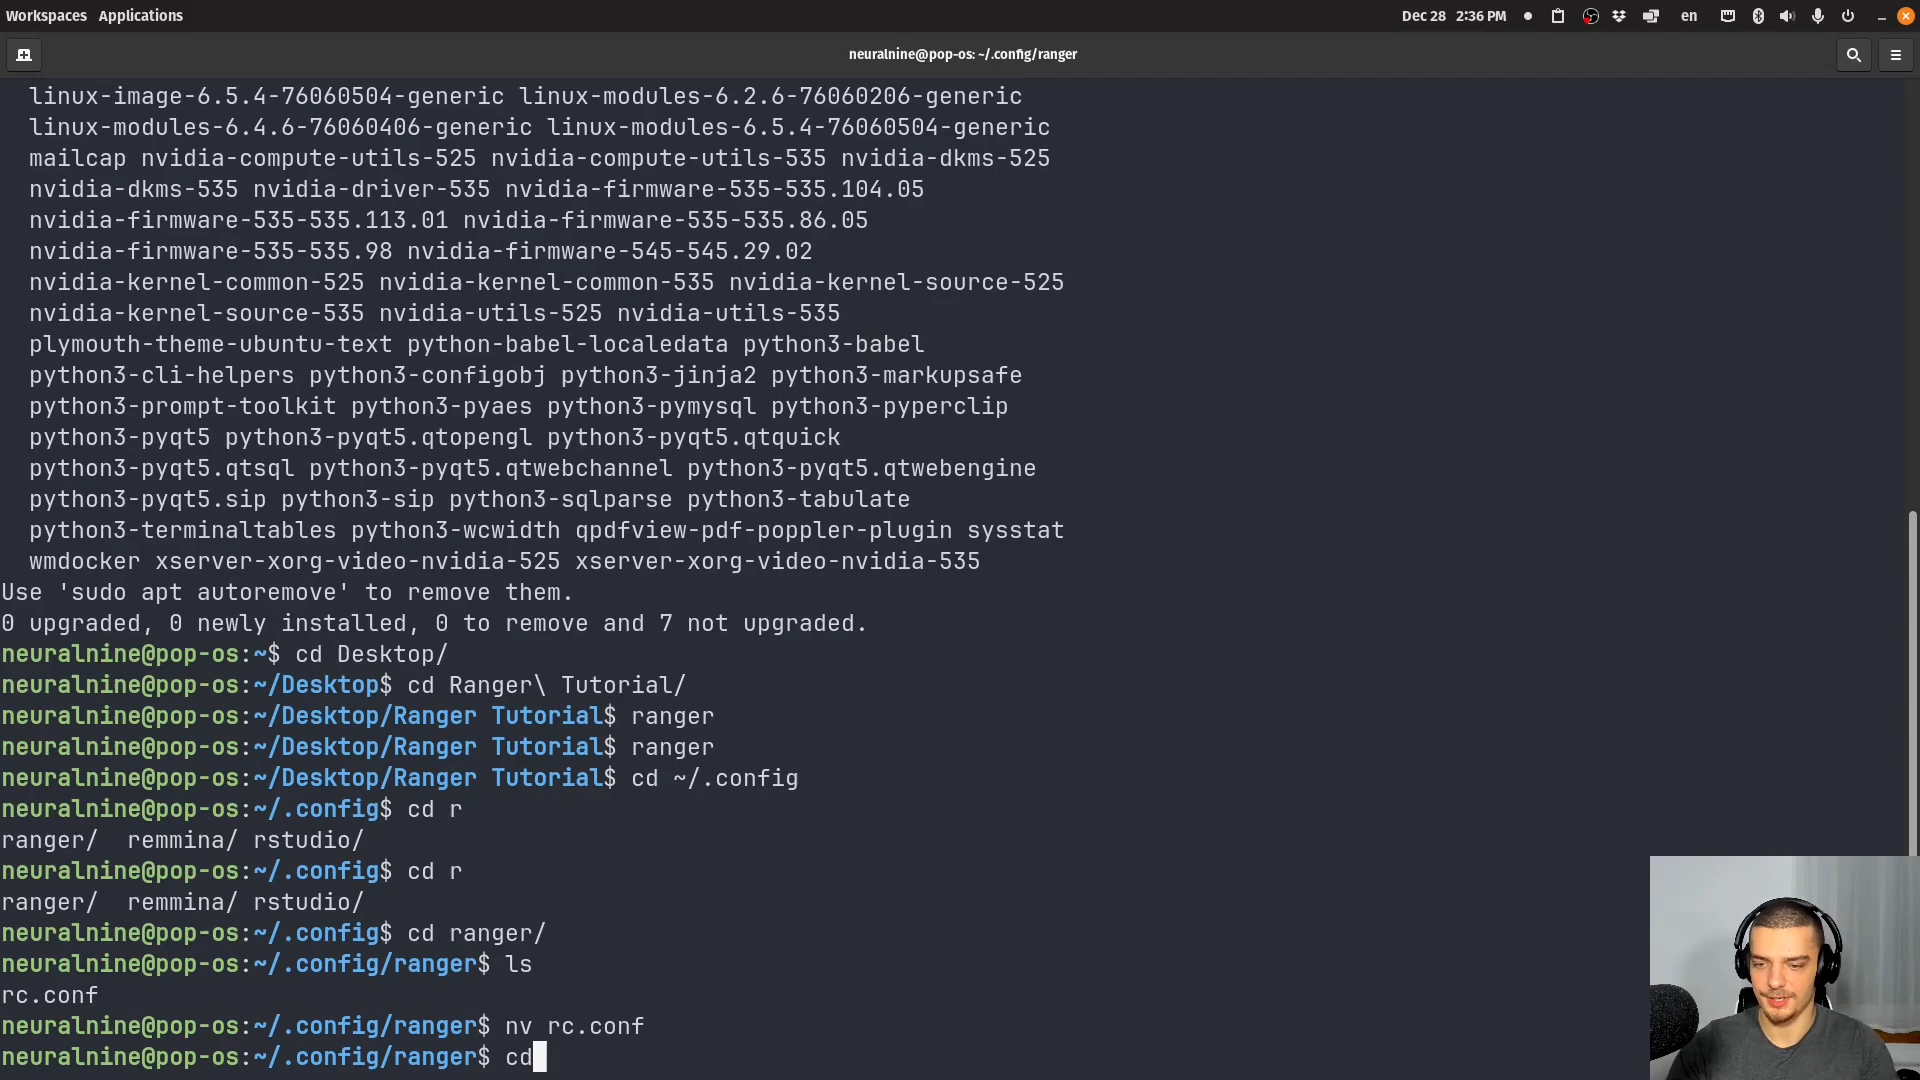 Workspaces Applications
Dec 28 2:36 PM
en
neuralnine@pop-os: ~/.config/ranger
linux-image-6.5.4-76060504-generic linux-modules-6.2.6-76060206-generic
linux-modules-6.4.6-76060406-generic linux-modules-6.5.4-76060504-generic
mailcap nvidia-compute-utils-525 nvidia-compute-utils-535 nvidia-dkms-525
nvidia-dkms-535 nvidia-driver-535 nvidia-firmware-535-535.104.05
nvidia-firmware-535-535.113.01 nvidia-firmware-535-535.86.05
nvidia-firmware-535-535.98 nvidia-firmware-545-545.29.02
nvidia-kernel-common-525 nvidia-kernel-common-535 nvidia-kernel-source-525
nvidia-kernel-source-535 nvidia-utils-525 nvidia-utils-535
plymouth-theme-ubuntu-text python-babel-localedata python3-babel
python3-cli-helpers python3-configobj python3-jinja2 python3-markupsafe
python3-prompt-toolkit python3-pyaes python3-pymysql python3-pyperclip
python3-pyqt5 python3-pyqt5.qtopengl python3-pyqt5.qtquick
python3-pyqt5.qtsql python3-pyqt5.qtwebchannel python3-pyqt5.qtwebengine
python3-pyqt5.sip python3-sip python3-sqlparse python3-tabulate
python3-terminaltables python3-wcwidth qpdfview-pdf-poppler-plugin sysstat
wmdocker xserver-xorg-video-nvidia-525 xserver-xorg-video-nvidia-535
Use 'sudo apt autoremove' to remove them.
0 upgraded, 0 newly installed, 0 to remove and 7 not upgraded.
neuralnine@pop-os:~$ cd Desktop/
neuralnine@pop-os:~/Desktop$ cd Ranger\ Tutorial/
neuralnine@pop-os:~/Desktop/Ranger Tutorial$ ranger
neuralnine@pop-os:~/Desktop/Ranger Tutorial$ ranger
neuralnine@pop-os:~/Desktop/Ranger Tutorial$ cd ~/.config
neuralnine@pop-os:~/.config$ cd r
ranger/  remmina/ rstudio/
neuralnine@pop-os:~/.config$ cd r
ranger/  remmina/ rstudio/
neuralnine@pop-os:~/.config$ cd ranger/
neuralnine@pop-os:~/.config/ranger$ ls
rc.conf
neuralnine@pop-os:~/.config/ranger$ nv rc.conf
neuralnine@pop-os:~/.config/ranger$ cd